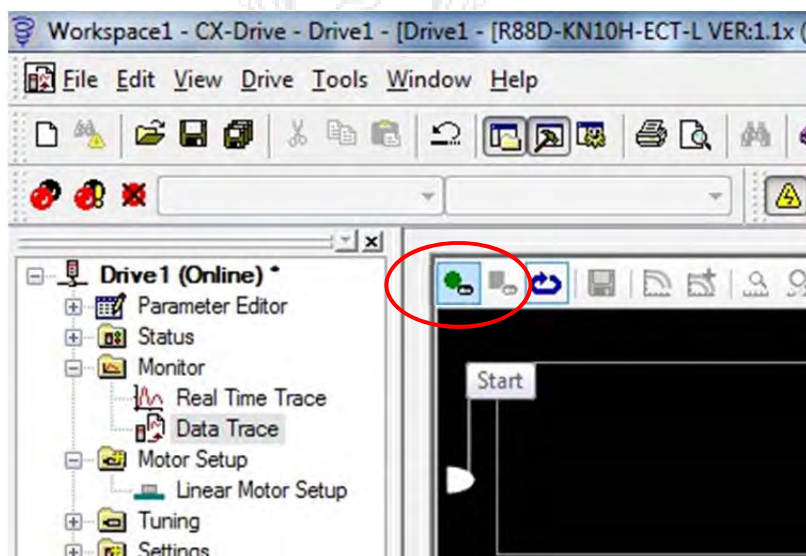 Workspace1 - CX-Drive - Drive1 - [Drive1 - [R88D-KN10H-ECT-L VER:1.1x (
File Edit View Drive Tools Window Help
Drive1 (Online) *
Parameter Editor
Status
Monitor
Real Time Trace
Data Trace
Motor Setup
Linear Motor Setup
Tuning
Settings
Start